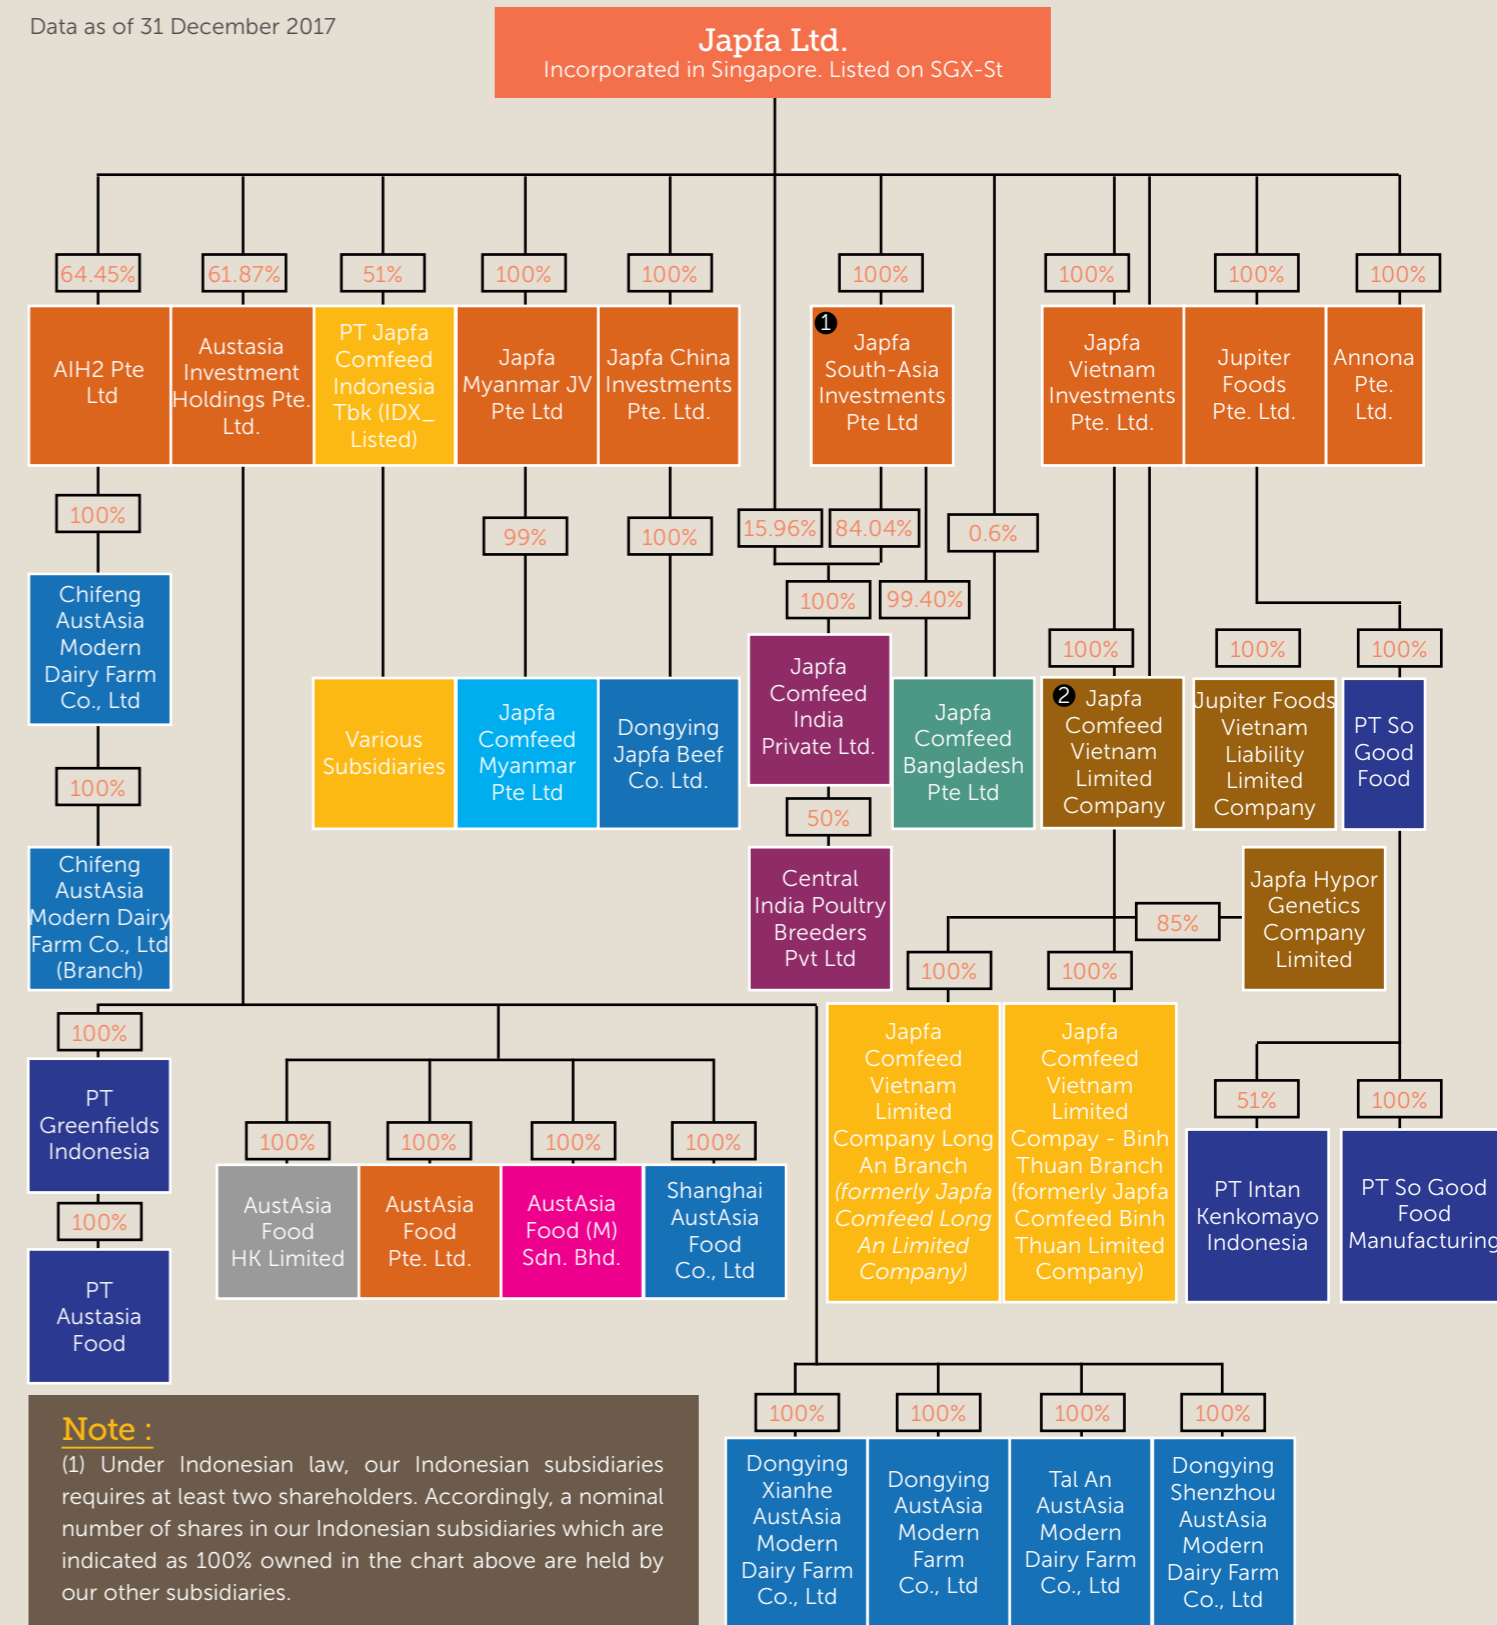 Data as of 31 December 2017
Japfa Ltd.
Incorporated in Singapore. Listed on SGX-St
64.45%
61.87%
51%
100%
100%
100%
100%
100%
100%
AIH2 Pte
Ltd
Austasia
Investment
Holdings Pte.
Ltd.
PT Japfa
Comfeed
Indonesia
Tbk (IDX_
Listed)
Japfa
Myanmar JV
Pte Ltd
Japfa China
Investments
Pte. Ltd.
1
Japfa
South-Asia
Investments
Pte Ltd
Japfa
Vietnam
Investments
Pte. Ltd.
Jupiter
Foods
Pte. Ltd.
Annona
Pte.
Ltd.
100%
99%
100%
15.96%
84.04%
0.6%
100%
99.40%
100%
100%
100%
Chifeng
AustAsia
Modern
Dairy Farm
Co., Ltd
Various
Subsidiaries
Japfa
Comfeed
Myanmar
Pte Ltd
Dongying
Japfa Beef
Co. Ltd.
Japfa
Comfeed
India
Private Ltd.
Japfa
Comfeed
Bangladesh
Pte Ltd
2
Japfa
Comfeed
Vietnam
Limited
Company
Jupiter Foods
Vietnam
Liability
Limited
Company
PT So
Good
Food
100%
50%
Chifeng
AustAsia
Modern Dairy
Farm Co., Ltd
(Branch)
Central
India Poultry
Breeders
Pvt Ltd
Japfa Hypor
Genetics
Company
Limited
85%
100%
100%
100%
PT
Greenfields
Indonesia
100%
PT
Austasia
Food
100%
100%
100%
100%
AustAsia
Food
HK Limited
AustAsia
Food
Pte. Ltd.
AustAsia
Food (M)
Sdn. Bhd.
Shanghai
AustAsia
Food
Co., Ltd
Japfa
Comfeed
Vietnam
Limited
Company Long
An Branch
(formerly Japfa
Comfeed Long
An Limited
Company)
Japfa
Comfeed
Vietnam
Limited
Compay - Binh
Thuan Branch
(formerly Japfa
Comfeed Binh
Thuan Limited
Company)
51%
100%
PT Intan
Kenkomayo
Indonesia
PT So Good
Food
Manufacturing
100%
100%
100%
100%
Dongying
Xianhe
AustAsia
Modern
Dairy Farm
Co., Ltd
Dongying
AustAsia
Modern
Farm
Co., Ltd
Tal An
AustAsia
Modern
Dairy Farm
Co., Ltd
Dongying
Shenzhou
AustAsia
Modern
Dairy Farm
Co., Ltd
Note :
(1) Under Indonesian law, our Indonesian subsidiaries
requires at least two shareholders. Accordingly, a nominal
number of shares in our Indonesian subsidiaries which are
indicated as 100% owned in the chart above are held by
our other subsidiaries.